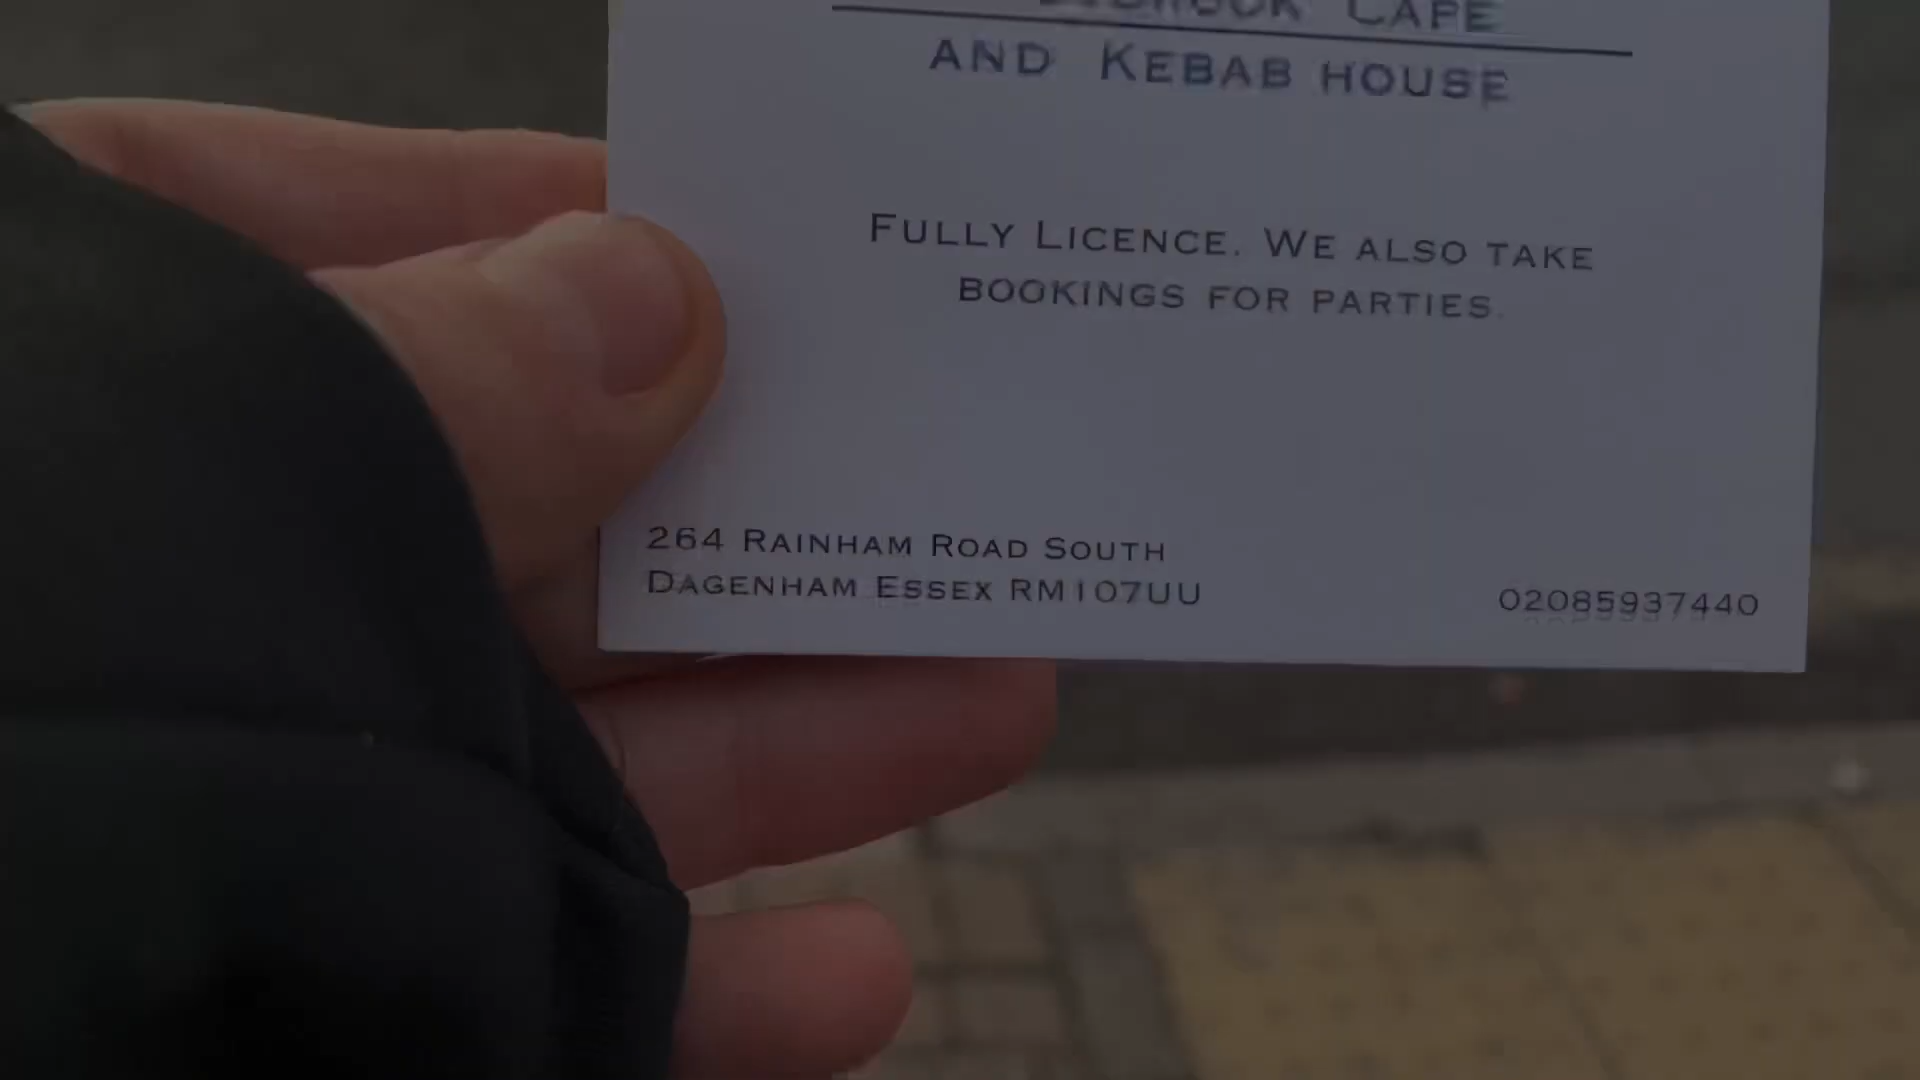 CAFE
AND KEBAB HOUSE
FULLY LICENCE. WE ALSO TAKE
BOOKINGS FOR PARTIES.
264 RAINHAM ROAD SOUTH
DAGENHAM ESSEX RM107UU
02085937440